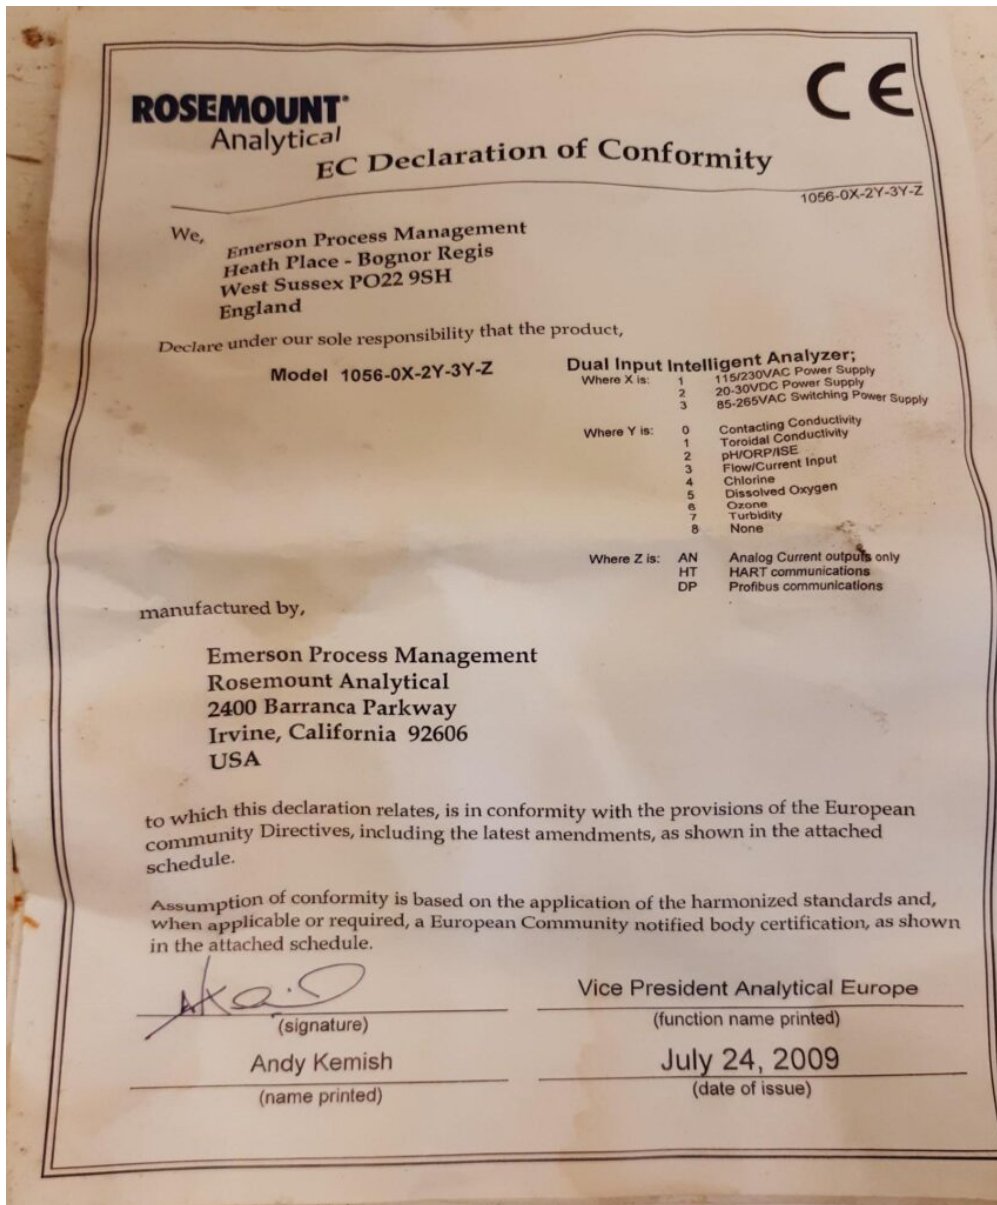 CE
ROSEMOUNT
Analytical
EC Declaration of Conformity
1056-0X-2Y-3Y-Z
We,
Emerson Process Management
Heath Place - Bognor Regis
West Sussex PO22 9SH
England
Declare under our sole responsibility that the product,
Model 1056-0X-2Y-3Y-Z
Dual Input Intelligent Analyzer;
Where X is: 1 115/230VAC Power Supply
2 20-30VDC Power Supply
3 85-265VAC Switching Power Supply
Where Y is: 0 Contacting Conductivity
1 Toroidal Conductivity
2 pH/ORP/ISE
3 Flow/Current Input
4 Chlorine
5 Dissolved Oxygen
6 Ozone
7 Turbidity
8 None
Where Z is: AN Analog Current outputs only
HT HART communications
DP Profibus communications
manufactured by,
Emerson Process Management
Rosemount Analytical
2400 Barranca Parkway
Irvine, California 92606
USA
to which this declaration relates, is in conformity with the provisions of the European
community Directives, including the latest amendments, as shown in the attached
schedule.
Assumption of conformity is based on the application of the harmonized standards and,
when applicable or required, a European Community notified body certification, as shown
in the attached schedule.
(signature)
Vice President Analytical Europe
(function name printed)
Andy Kemish
(name printed)
July 24, 2009
(date of issue)